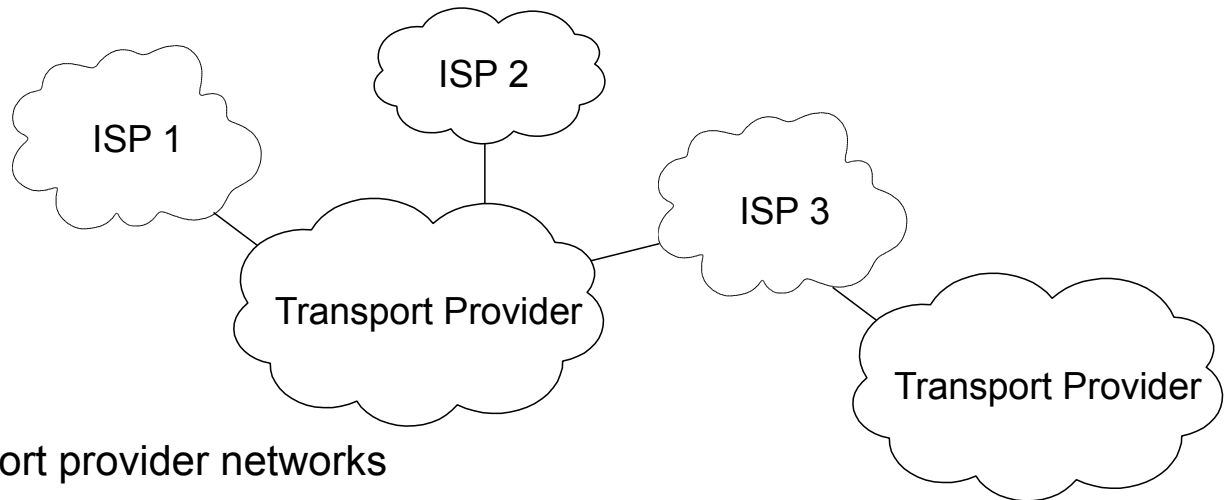 ISP 2
ISP 1
ISP 3
Transport Provider
Transport Provider
ort provider networks